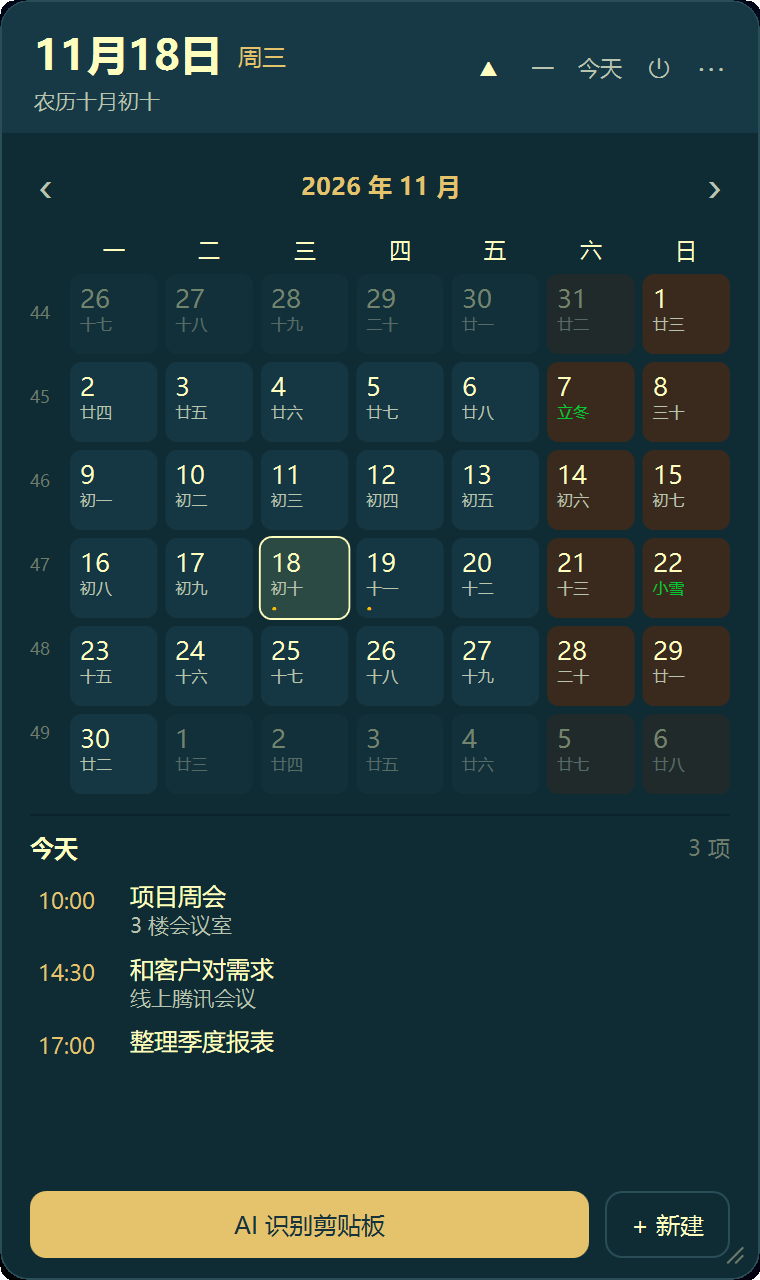 11月18日 周三
▲ — 今天 ⏻ ···
农历十月初十
‹ 2026 年 11 月 ›
一 二 三 四 五 六 日
44 26 27 28 29 30 31 1
十七 十八 十九 二十 廿一 廿二 廿三
45 2 3 4 5 6 7 8
廿四 廿五 廿六 廿七 廿八 立冬 三十
46 9 10 11 12 13 14 15
初一 初二 初三 初四 初五 初六 初七
47 16 17 18 19 20 21 22
初八 初九 初十 十一 十二 十三 小雪
48 23 24 25 26 27 28 29
十五 十六 十七 十八 十九 二十 廿一
49 30 1 2 3 4 5 6
廿二 廿三 廿四 廿五 廿六 廿七 廿八
今天 3 项
10:00 项目周会
3 楼会议室
14:30 和客户对需求
线上腾讯会议
17:00 整理季度报表
AI 识别剪贴板 + 新建